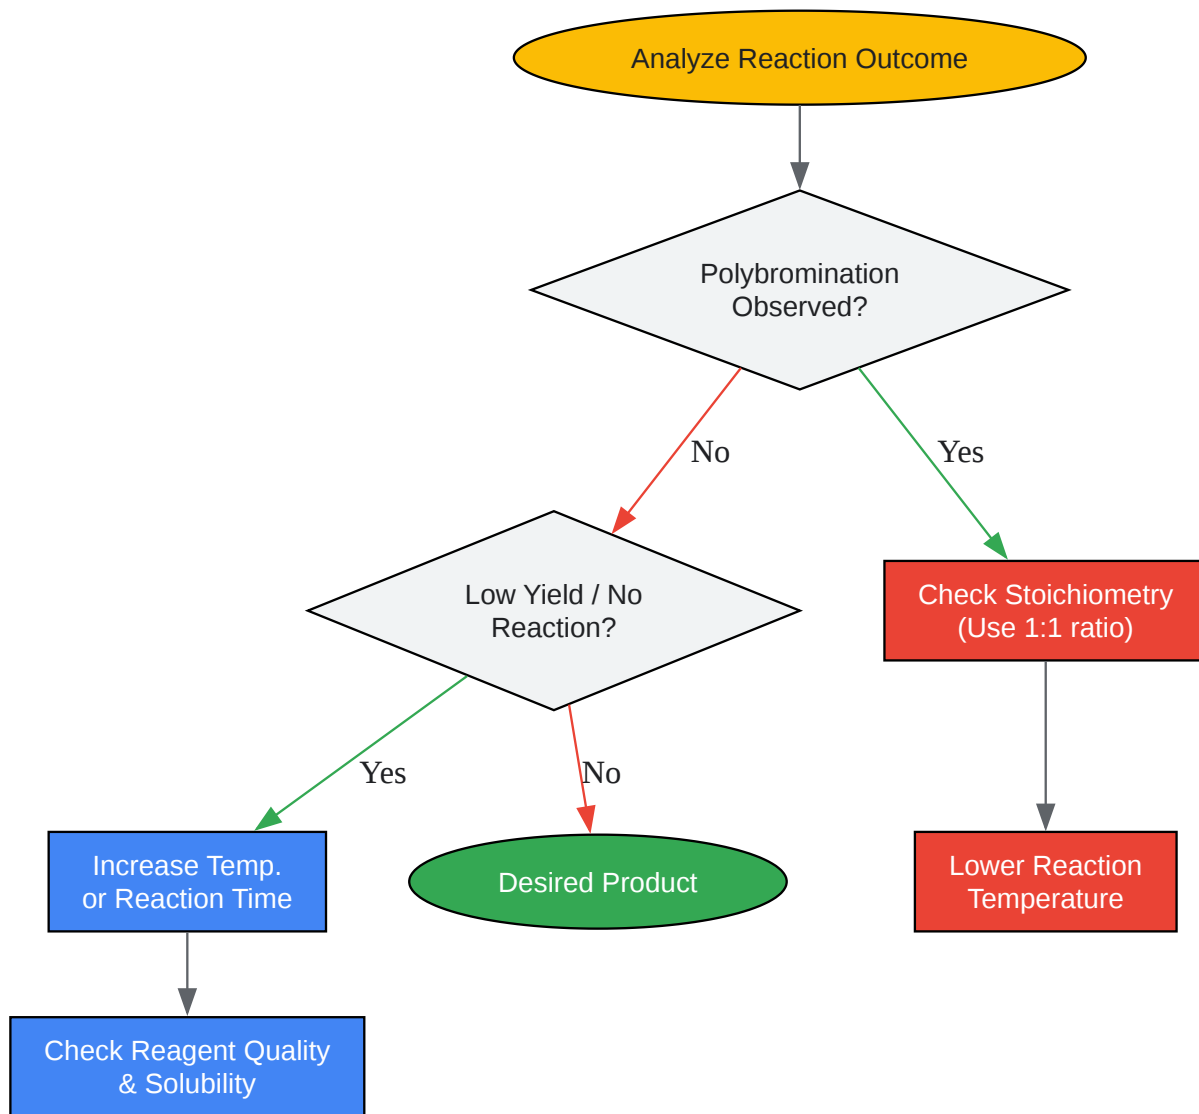 Analyze Reaction Outcome
Polybromination
Observed?
No
Yes
Low Yield / No
Reaction?
Check Stoichiometry
(Use 1:1 ratio)
Yes
No
Increase Temp.
or Reaction Time
Desired Product
Lower Reaction
Temperature
Check Reagent Quality
& Solubility